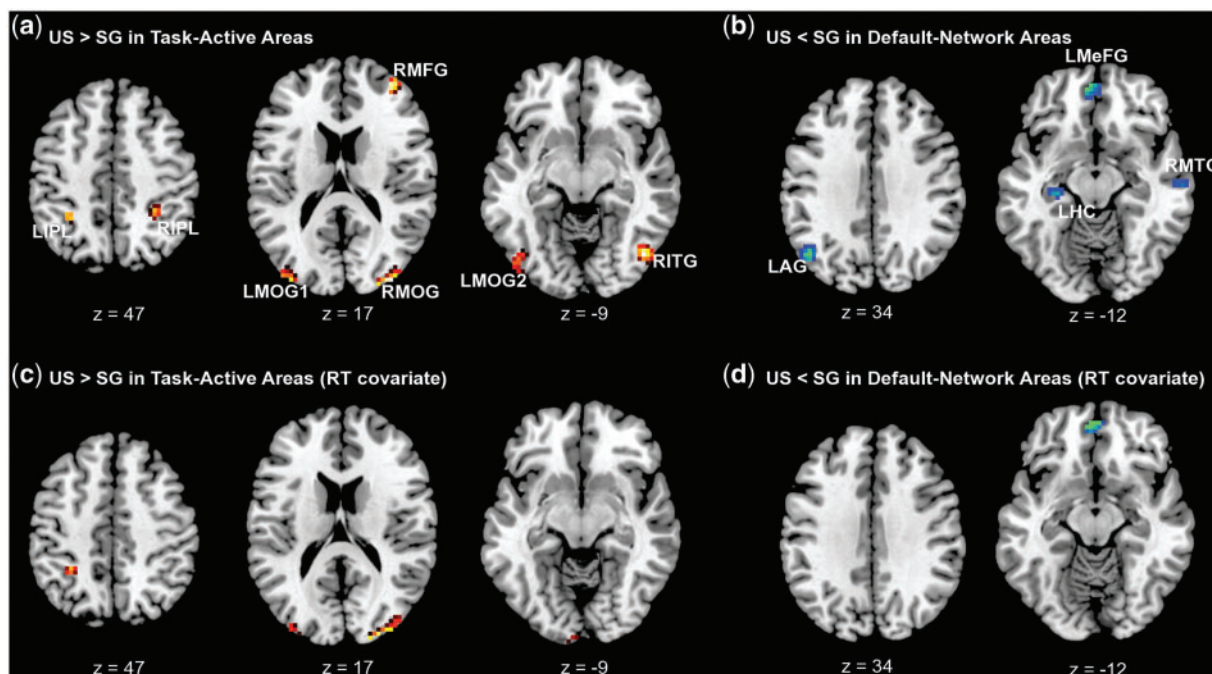 (a) US > SG in Task-Active Areas
RMFG
LIPL
RIPL
LMOG1
RMOG
LMOG2
RITG
z = 47
z = 17
z = -9
(b) US < SG in Default-Network Areas
LMeFG
RMTG
LHC
LAG
z = 34
z = -12
(c) US > SG in Task-Active Areas (RT covariate)
z = 47
z = 17
z = -9
(d) US < SG in Default-Network Areas (RT covariate)
z = 34
z = -12